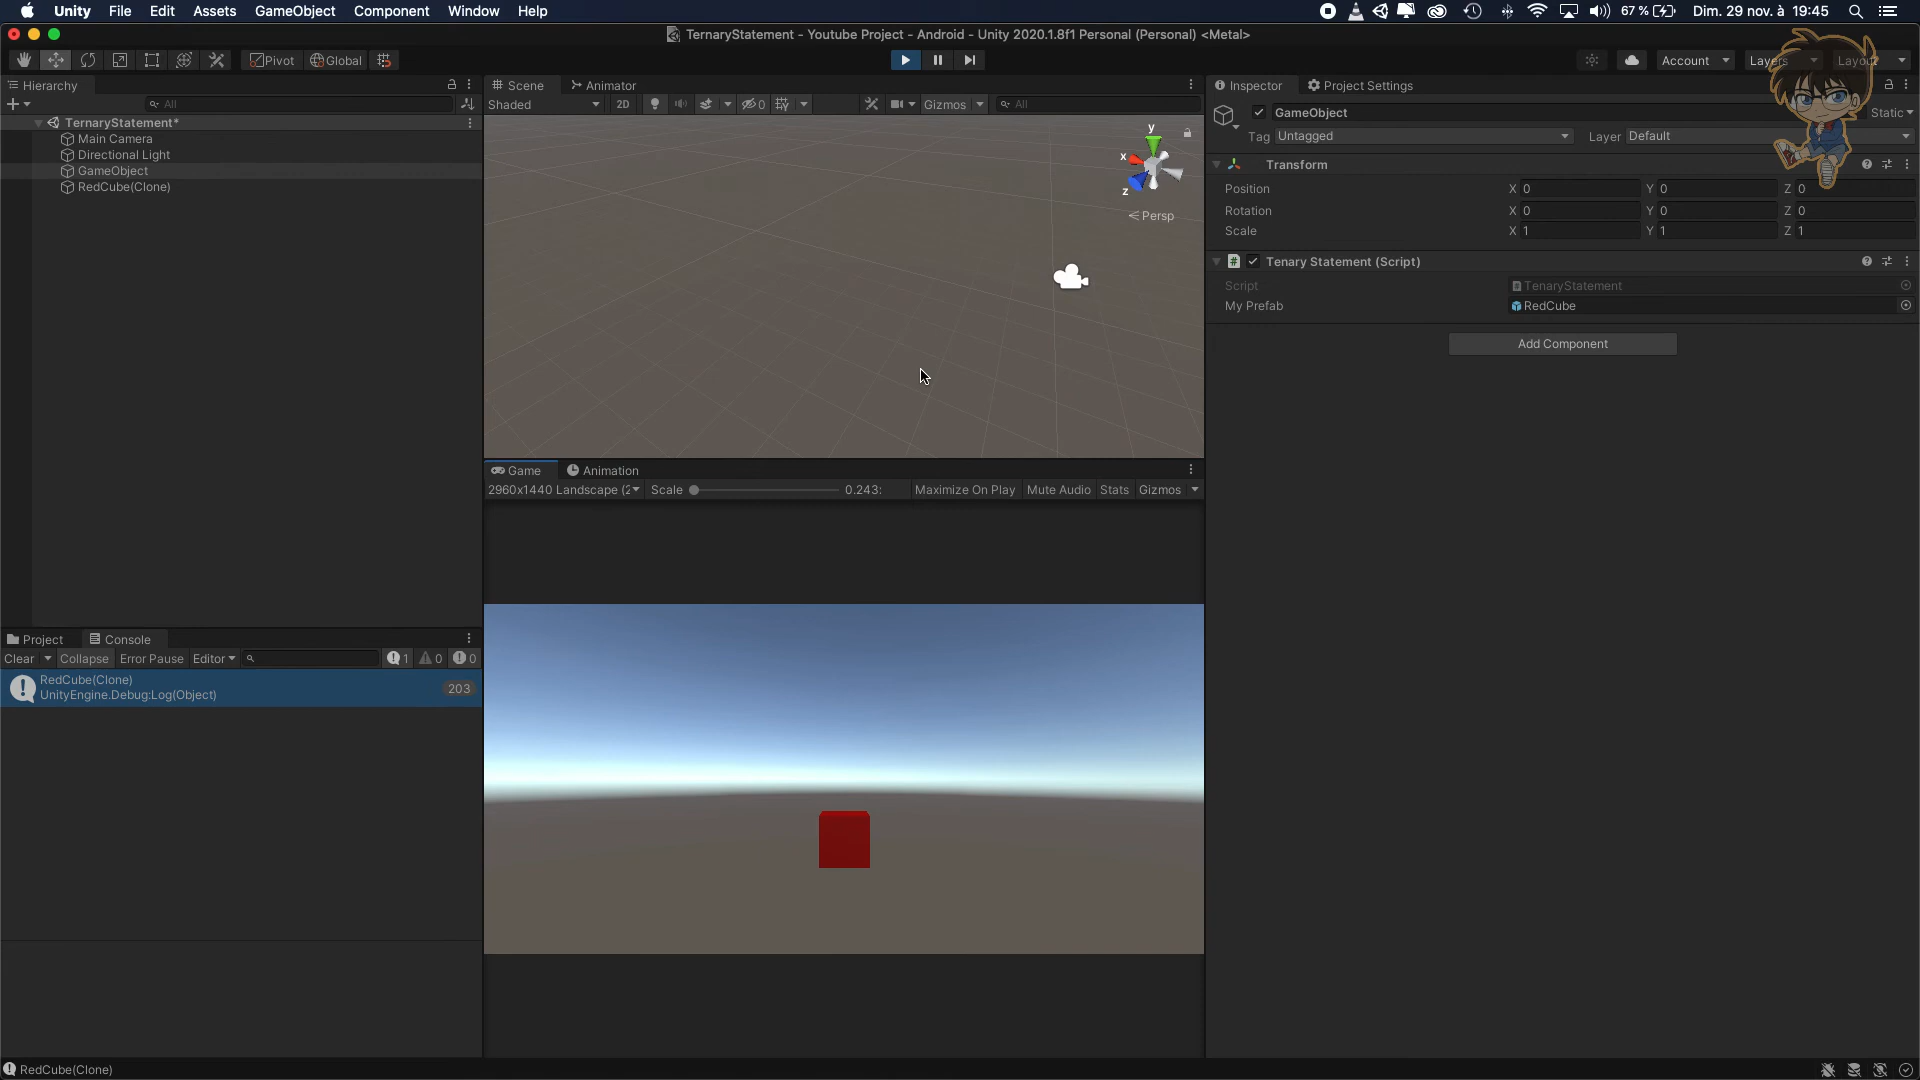 Unity File Edit Assets GameObject Component Window Help 67 % Dim. 29 nov. à 19:45
TernaryStatement - Youtube Project - Android - Unity 2020.1.8f1 Personal (Personal) <Metal>
Pivot Global Account Layers Layout
Hierarchy
All
TernaryStatement*
Main Camera
Directional Light
GameObject
RedCube(Clone)
Scene Animator
Shaded 2D 0 Gizmos All
y
x
z
Persp
Game Animation
2960x1440 Landscape (2 Scale 0.243: Maximize On Play Mute Audio Stats Gizmos
Inspector Project Settings
GameObject Static
Tag Untagged Layer Default
Transform
Position X 0 Y 0 Z 0
Rotation X 0 Y 0 Z 0
Scale X 1 Y 1 Z 1
# Tenary Statement (Script)
Script TenaryStatement
My Prefab RedCube
Add Component
Project Console
Clear Collapse Error Pause Editor 1 0 0
RedCube(Clone)
UnityEngine.Debug:Log(Object) 203
RedCube(Clone)